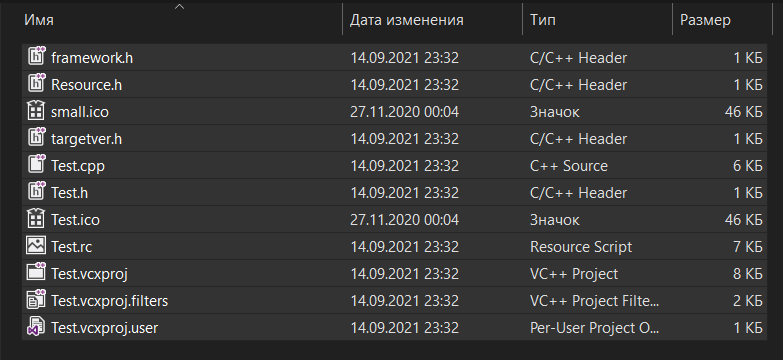 Имя Дата изменения Тип Размер
framework.h 14.09.2021 23:32 C/C++ Header 1 КБ
Resource.h 14.09.2021 23:32 C/C++ Header 1 КБ
small.ico 27.11.2020 00:04 Значок 46 КБ
targetver.h 14.09.2021 23:32 C/C++ Header 1 КБ
Test.cpp 14.09.2021 23:32 C++ Source 6 КБ
Test.h 14.09.2021 23:32 C/C++ Header 1 КБ
Test.ico 27.11.2020 00:04 Значок 46 КБ
Test.rc 14.09.2021 23:32 Resource Script 7 КБ
Test.vcxproj 14.09.2021 23:32 VC++ Project 8 КБ
Test.vcxproj.filters 14.09.2021 23:32 VC++ Project Filte... 2 КБ
Test.vcxproj.user 14.09.2021 23:32 Per-User Project O... 1 КБ